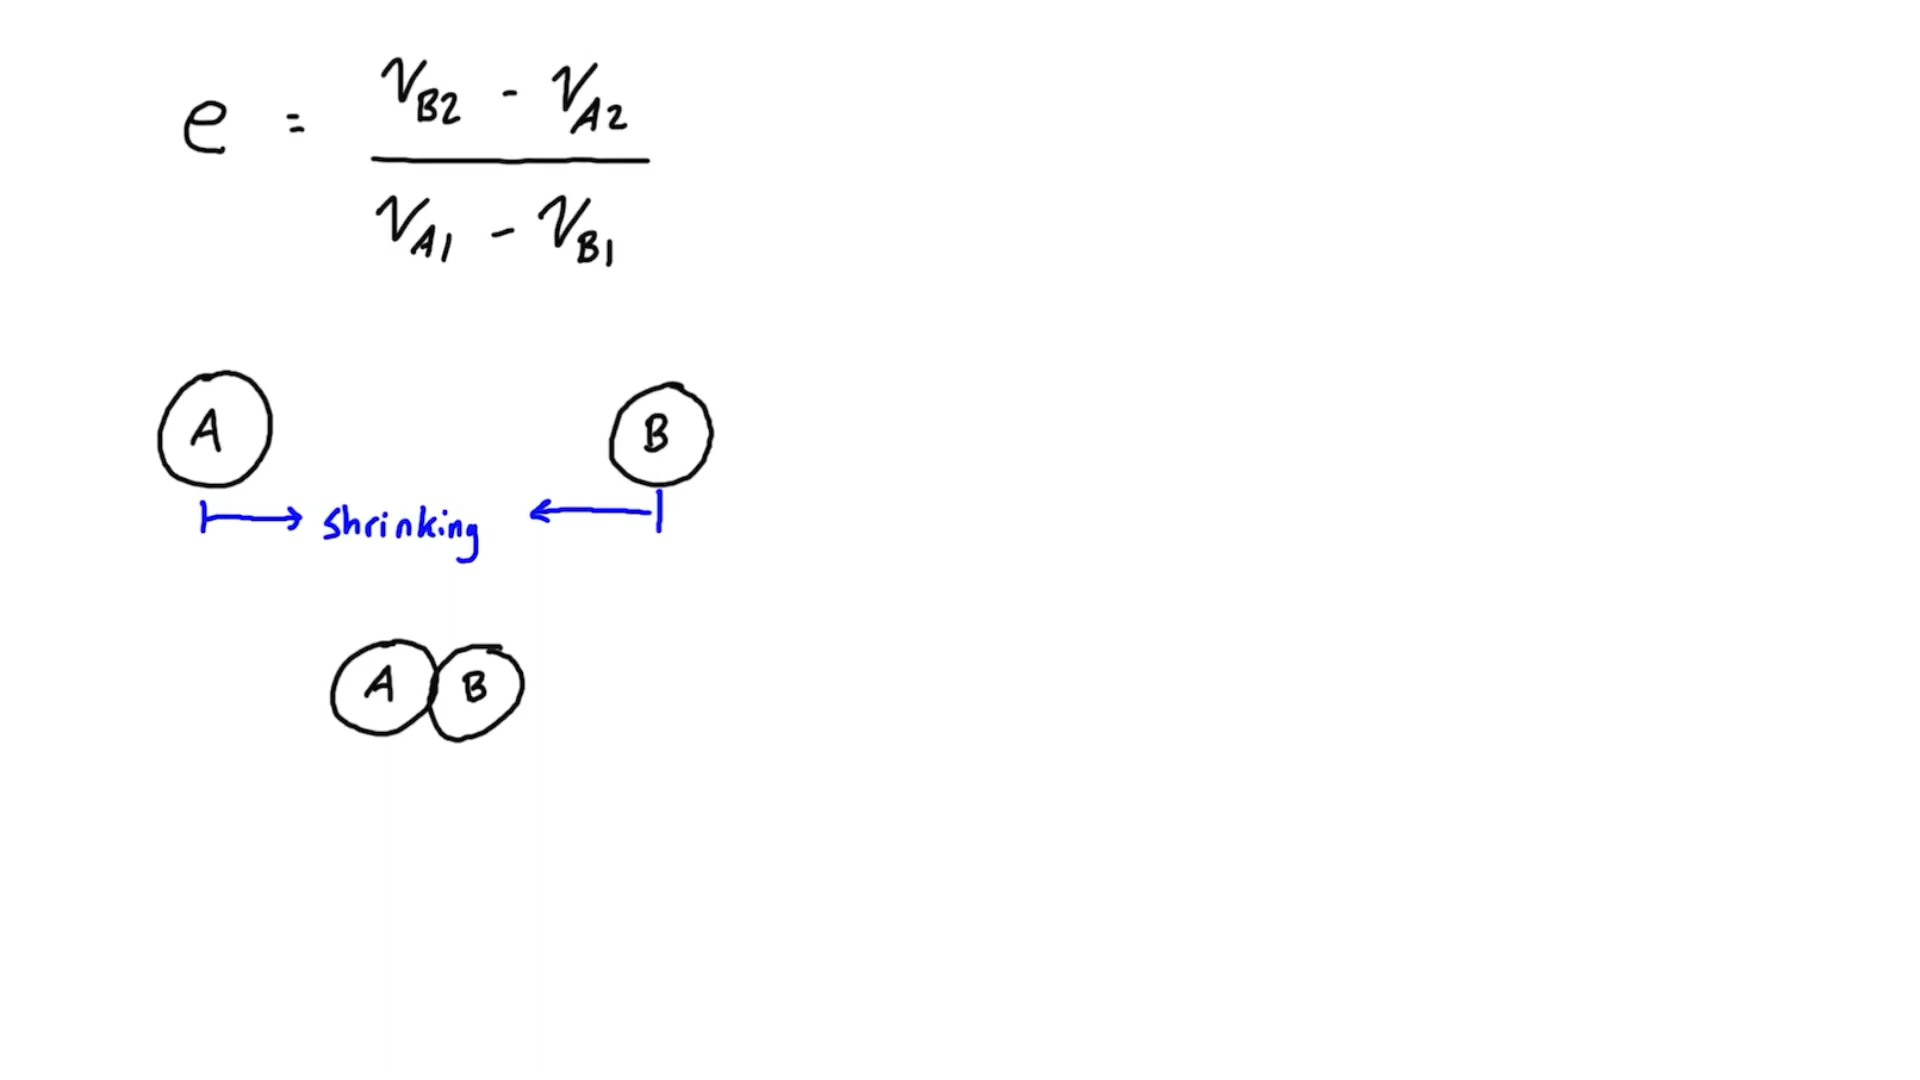 e = (v_B2 - v_A2) / (v_A1 - v_B1)
A B
shrinking
A B